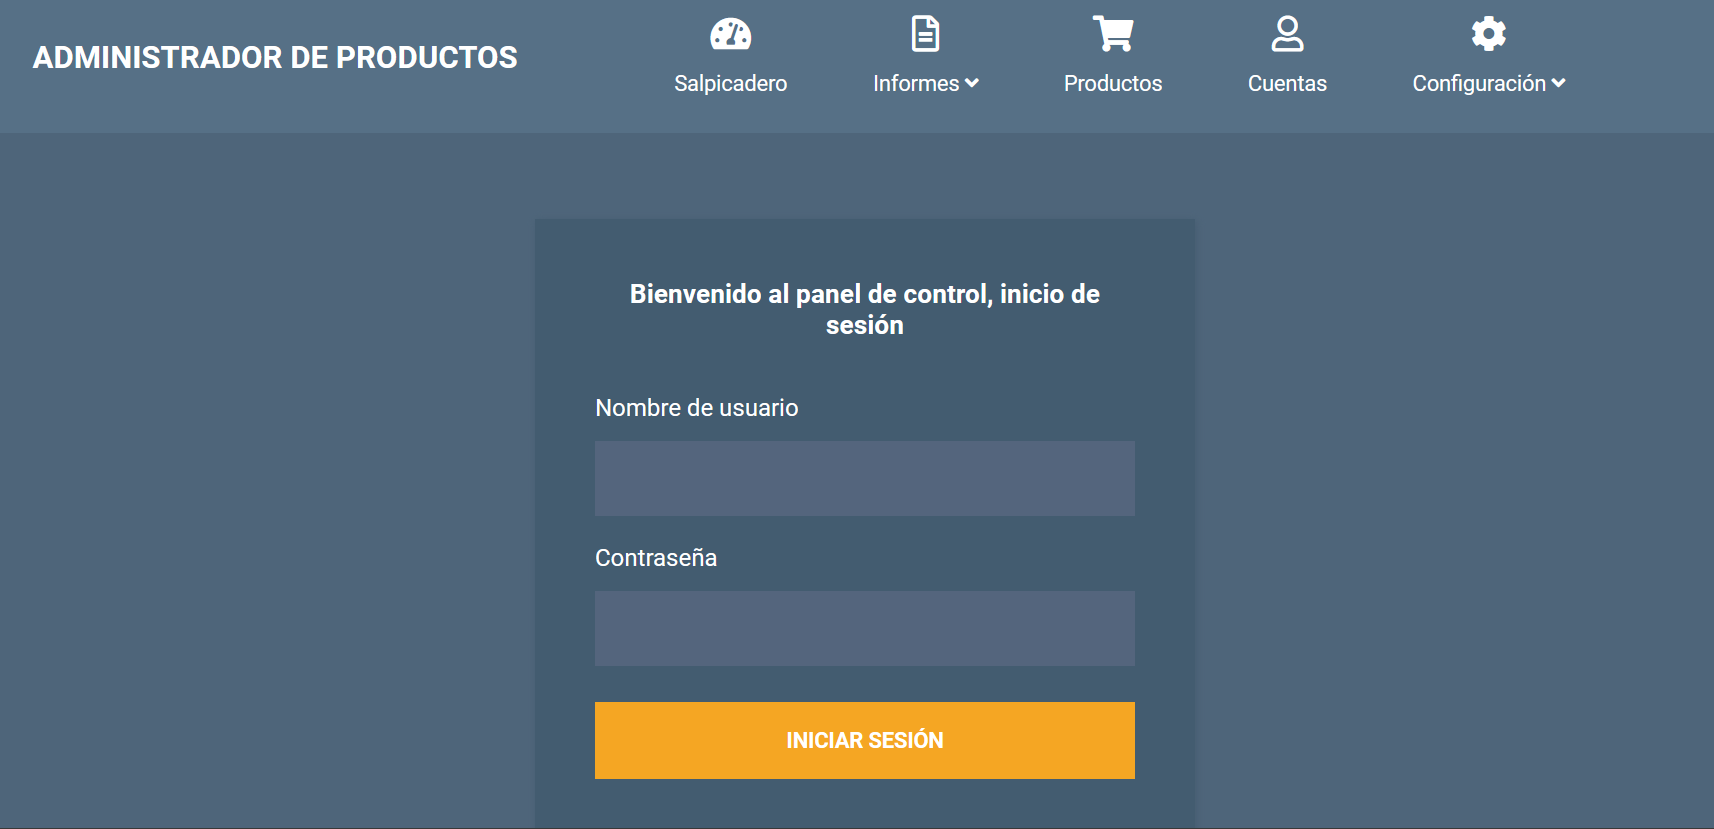 ADMINISTRADOR DE PRODUCTOS
Salpicadero
Informes
Productos
Cuentas
Configuración
Bienvenido al panel de control, inicio de
sesión
Nombre de usuario
Contraseña
INICIAR SESIÓN